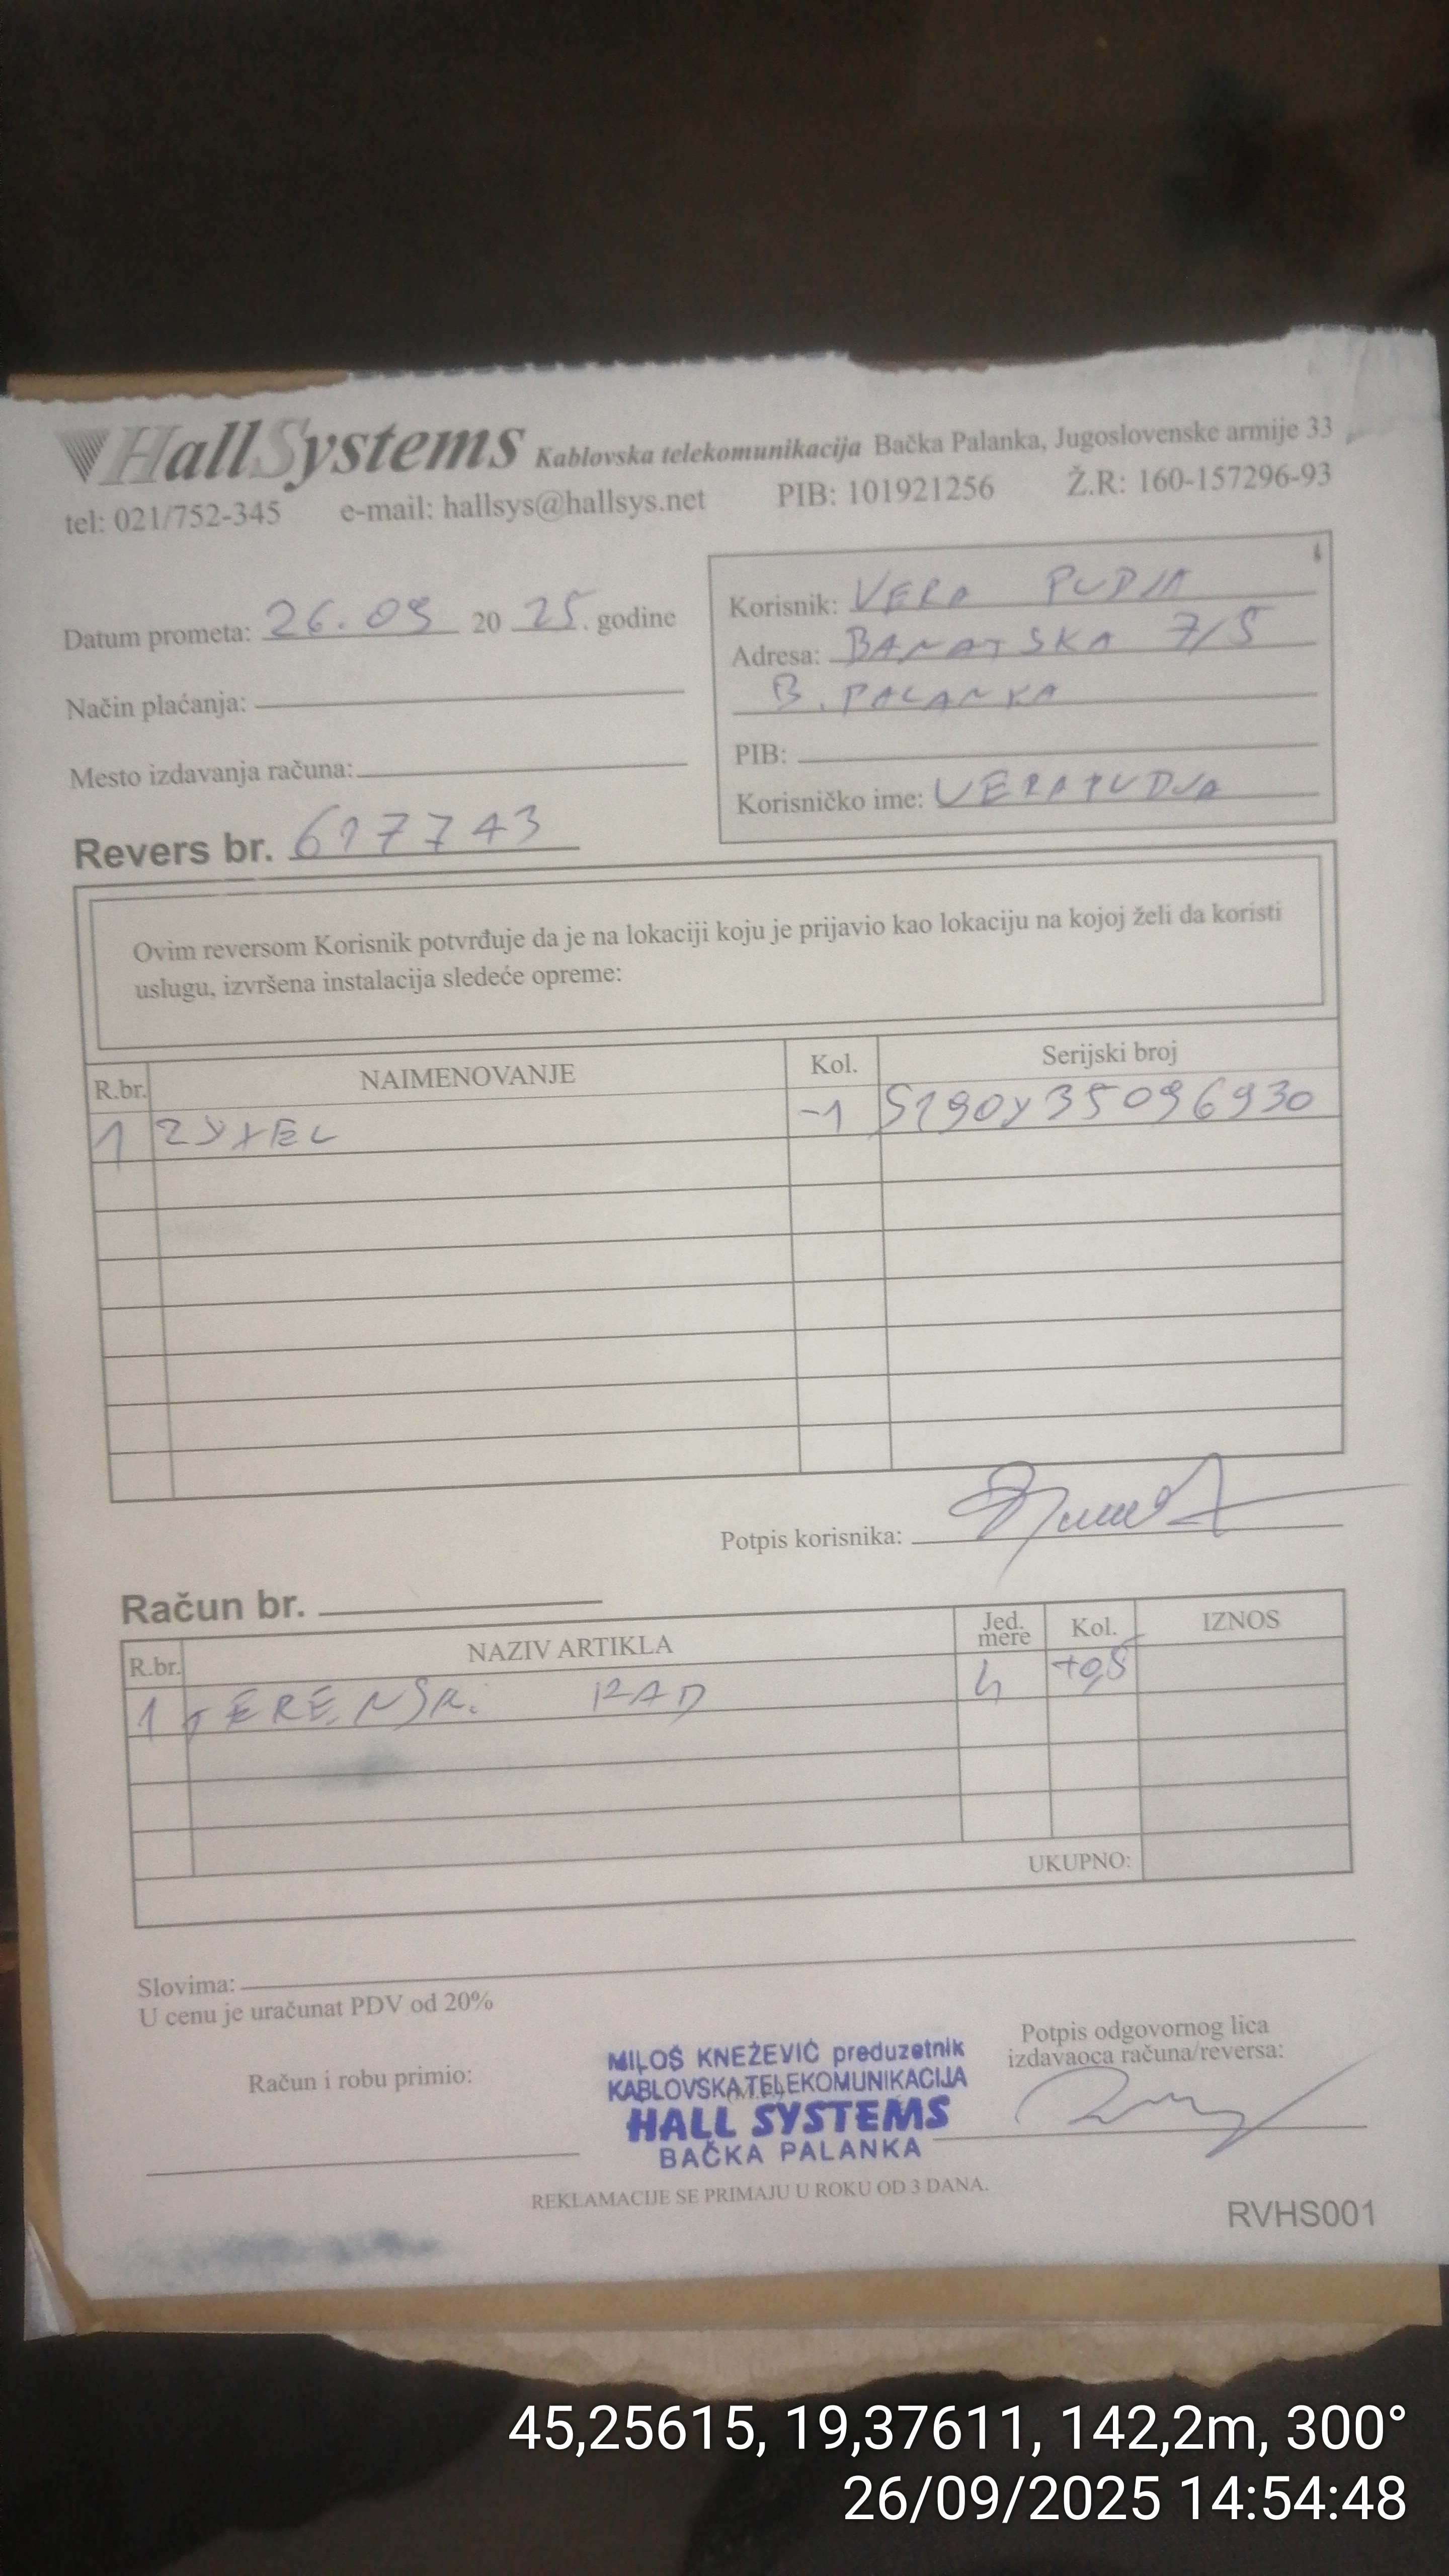 HallSystems Kablovska telekomunikacija Bačka Palanka, Jugoslovenske armije 33
tel: 021/752-345 e-mail: hallsys@hallsys.net PIB: 101921256 Ž.R: 160-157296-93
Datum prometa: 26.09 20 25. godine
Način plaćanja:
Mesto izdavanja računa:
Revers br. 617743
Korisnik: VERA PUDJA
Adresa: BANATSKA 7/5
B. PALANKA
PIB:
Korisničko ime: VERAPUDJA
Ovim reversom Korisnik potvrđuje da je na lokaciji koju je prijavio kao lokaciju na kojoj želi da koristi
uslugu, izvršena instalacija sledeće opreme:
R.br. NAIMENOVANJE Kol. Serijski broj
1 ZYXEL -1 S190Y35096930
Potpis korisnika:
Račun br.
R.br. NAZIV ARTIKLA Jed. mere Kol. IZNOS
1 TERENSK. RAD h +0,5
UKUPNO:
Slovima:
U cenu je uračunat PDV od 20%
Račun i robu primio:
MILOŠ KNEŽEVIĆ preduzetnik
KABLOVSKA TELEKOMUNIKACIJA
HALL SYSTEMS
BAČKA PALANKA
Potpis odgovornog lica
izdavaoca računa/reversa:
REKLAMACIJE SE PRIMAJU U ROKU OD 3 DANA.
RVHS001
45,25615, 19,37611, 142,2m, 300°
26/09/2025 14:54:48